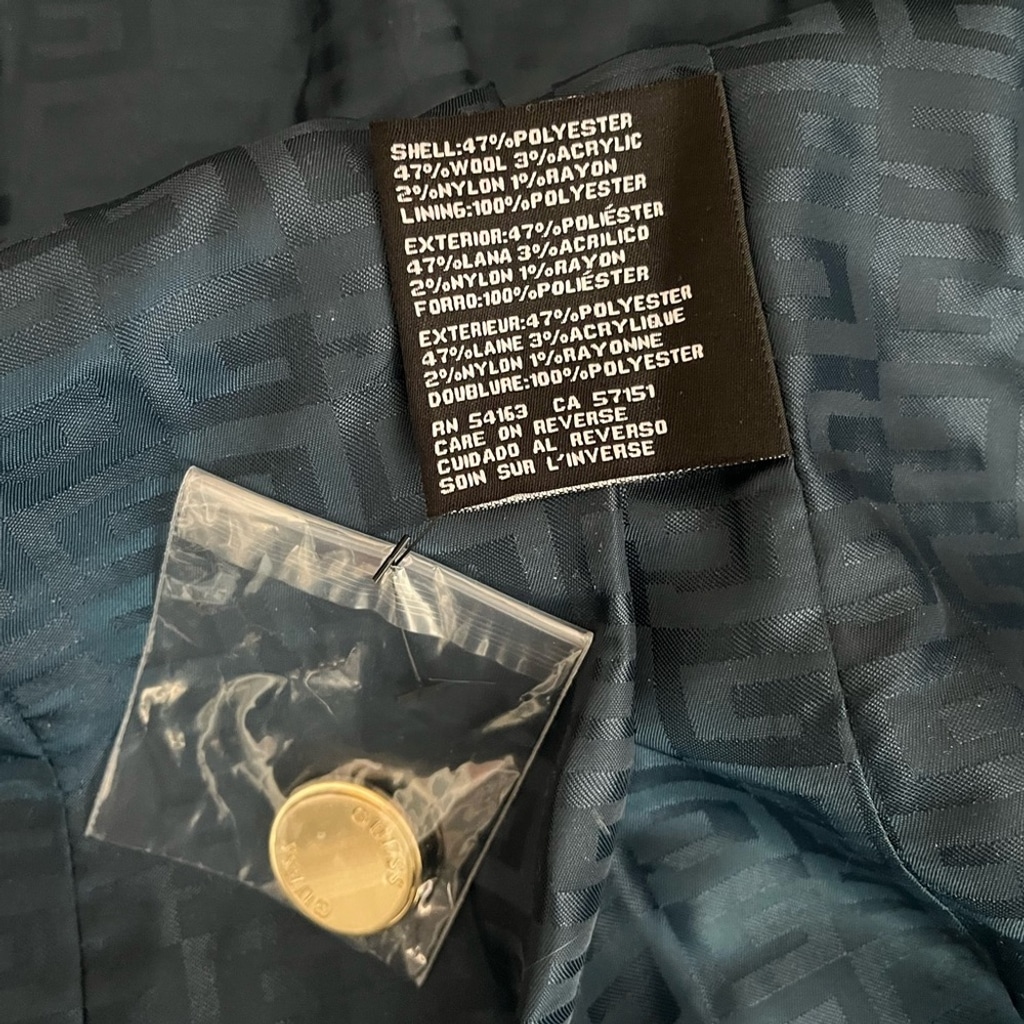 SHELL:47%POLYESTER
47%WOOL 3%ACRYLIC
2%NYLON 1%RAYON
LINING:100%POLYESTER
EXTERIOR:47%POLIÉSTER
47%LANA 3%ACRILICO
2%NYLON 1%RAYON
FORRO:100%POLIÉSTER
EXTERIEUR:47%POLYESTER
47%LAINE 3%ACRYLIQUE
2%NYLON 1%RAYONNE
DOUBLURE:100%POLYESTER
RN 54163 CA 57151
CARE ON REVERSE
CUIDADO AL REVERSO
SOIN SUR L'INVERSE
GUESS
GUESS